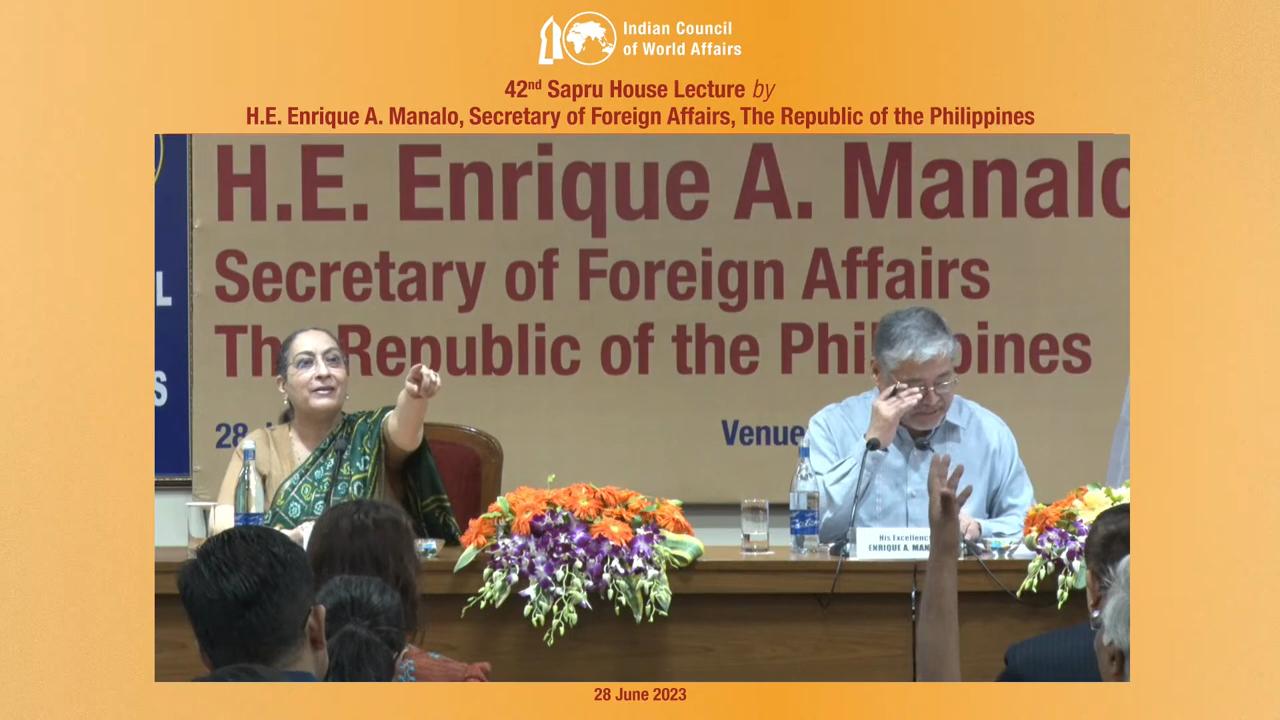 Indian Council
of World Affairs
42nd Sapru House Lecture by
H.E. Enrique A. Manalo, Secretary of Foreign Affairs, The Republic of the Philippines
H.E. Enrique A. Manalo
Secretary of Foreign Affairs
The Republic of the Philippines
28
Venue
L
S
His Excellency
ENRIQUE A. MAN
28 June 2023